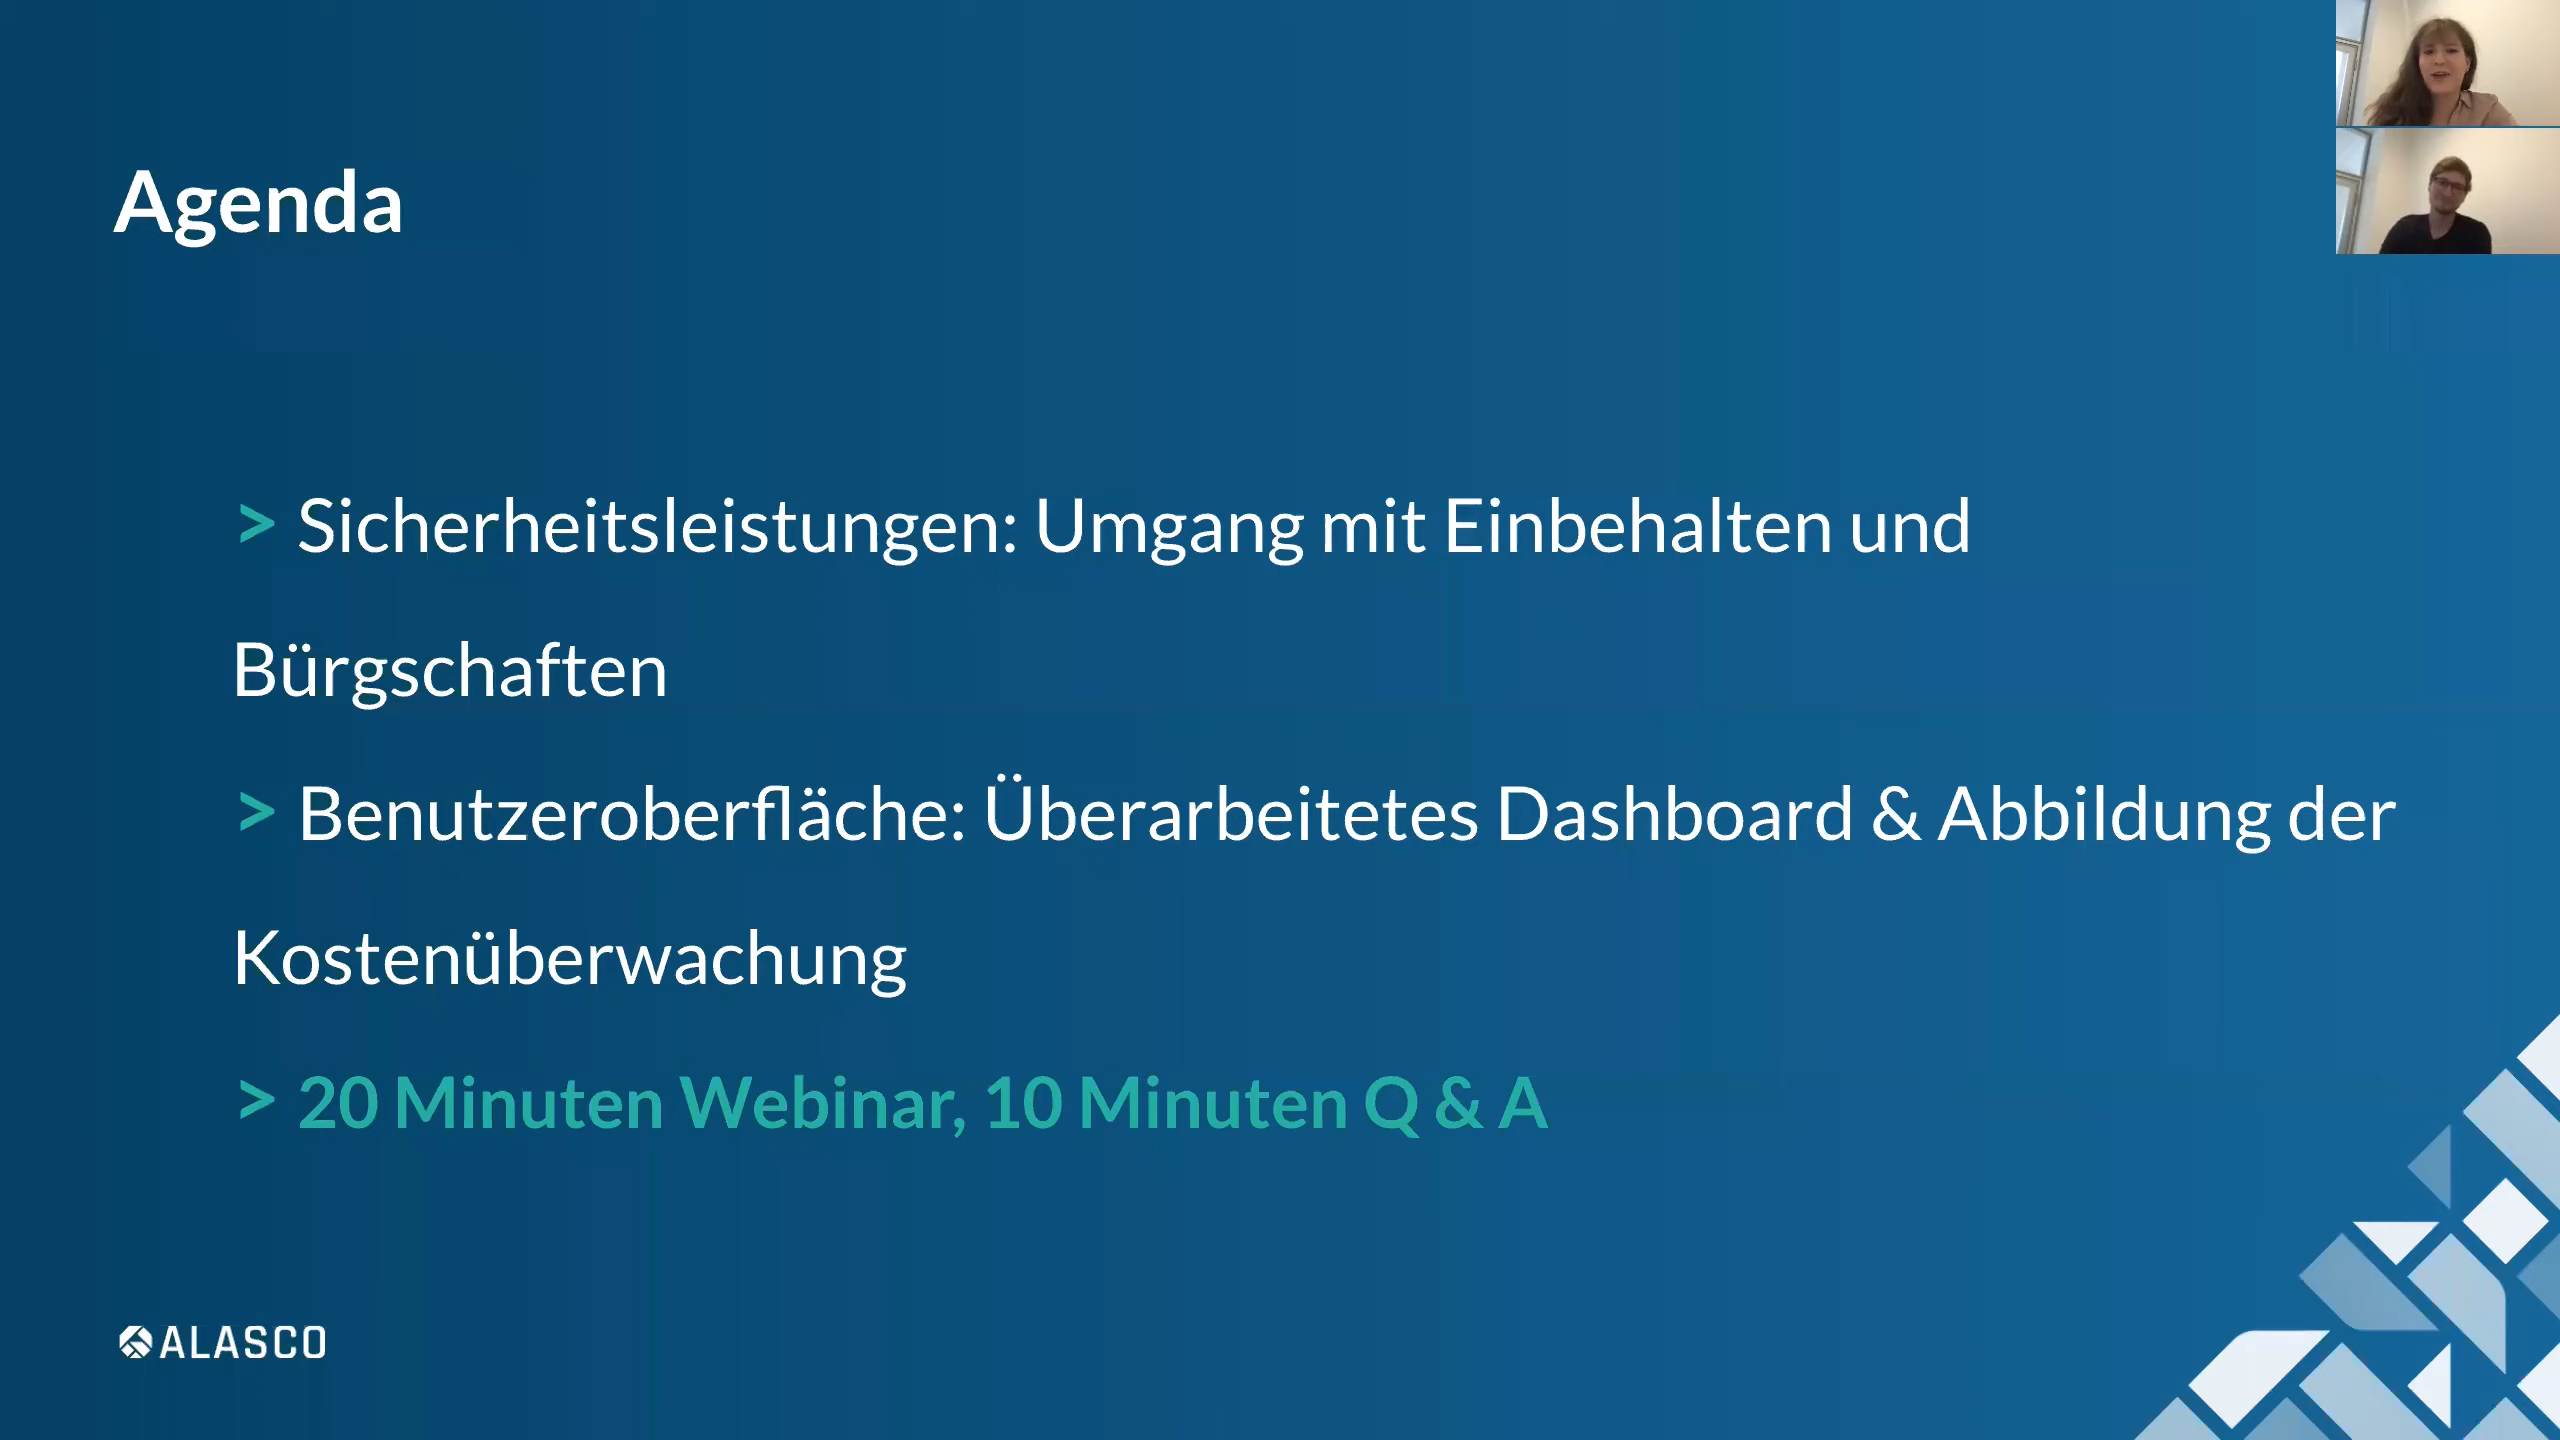 Agenda
> Sicherheitsleistungen: Umgang mit Einbehalten und
Bürgschaften
> Benutzeroberfläche: Überarbeitetes Dashboard & Abbildung der
Kostenüberwachung
> 20 Minuten Webinar, 10 Minuten Q & A
ALASCO